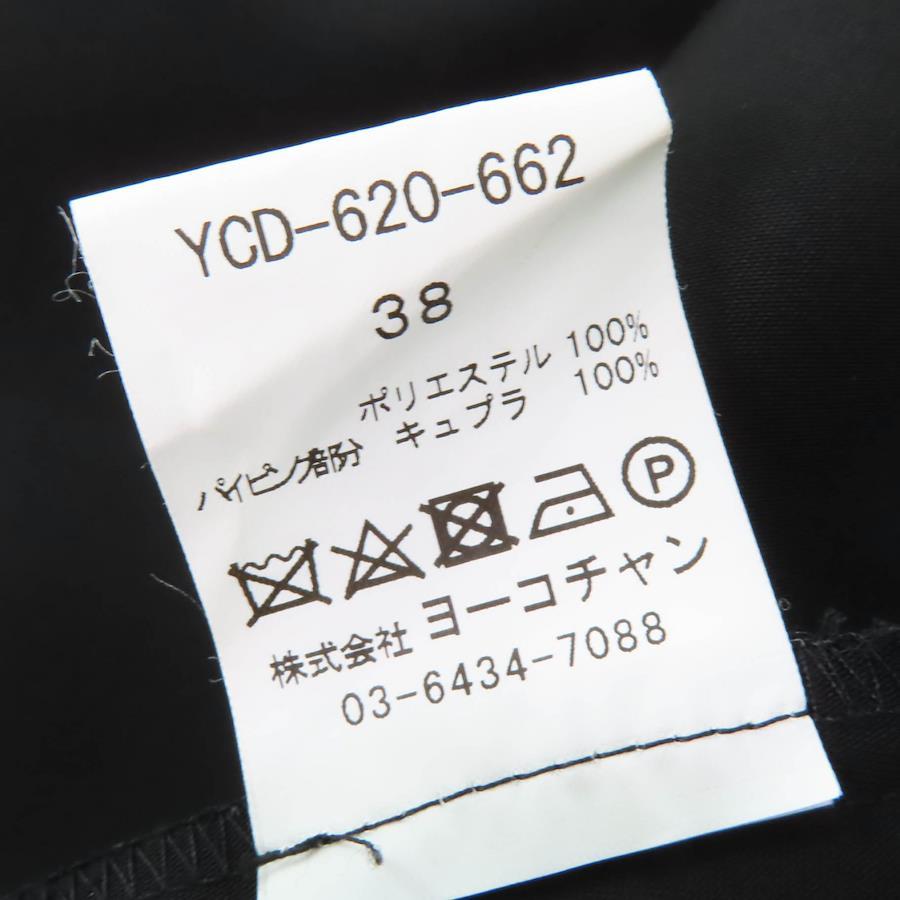 YCD-620-662
38
ポリエステル 100%
パイピング部分 キュプラ 100%
P
株式会社 ヨーコチャン
03-6434-7088